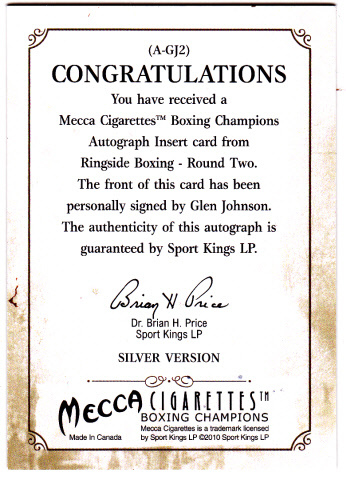 (A-GJ2)
CONGRATULATIONS
You have received a
Mecca Cigarettes™ Boxing Champions
Autograph Insert card from
Ringside Boxing - Round Two.
The front of this card has been
personally signed by Glen Johnson.
The authenticity of this autograph is
guaranteed by Sport Kings LP.
Brian H Price
Dr. Brian H. Price
Sport Kings LP
SILVER VERSION
MECCA CIGARETTES™
BOXING CHAMPIONS
Mecca Cigarettes is a trademark licensed
Made In Canada by Sport Kings LP ©2010 Sport Kings LP